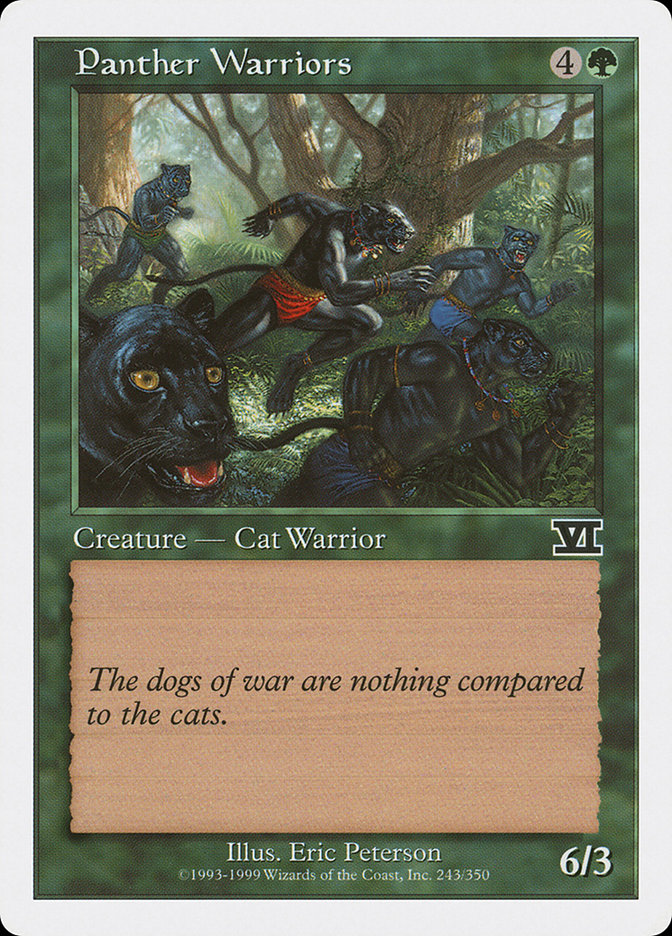 Panther Warriors 4
Creature — Cat Warrior VI
The dogs of war are nothing compared
to the cats.
Illus. Eric Peterson
©1993-1999 Wizards of the Coast, Inc. 243/350
6/3